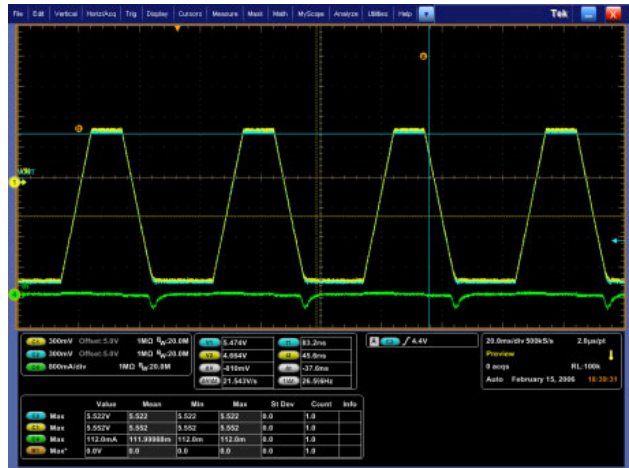 File Edit Vertical Horiz/Acq Trig Display Cursors Measure Mask Math MyScope Analyze Utilities Help Tek
C1 300mV Offset:5.0V 1MΩ BW:20.0M
C2 300mV Offset:5.0V 1MΩ BW:20.0M
C4 800mA/div 1MΩ BW:20.0M
V1 5.474V t1 83.2ms
V2 4.664V t2 45.6ms
ΔV -810mV Δt -37.6ms
ΔV/Δt 21.543V/s 1/Δt 26.596Hz
A C2 4.4V
20.0ms/div 500kS/s 2.0µs/pt
Preview
0 acqs RL:100k
Auto February 15, 2006 18:39:31
Value Mean Min Max St Dev Count Info
C2 Max 5.522V 5.522 5.522 5.522 0.0 1.0
C1 Max 5.552V 5.552 5.552 5.552 0.0 1.0
C4 Max 112.0mA 111.99988m 112.0m 112.0m 0.0 1.0
Max* 0.0V 0.0 0.0 0.0 0.0 1.0